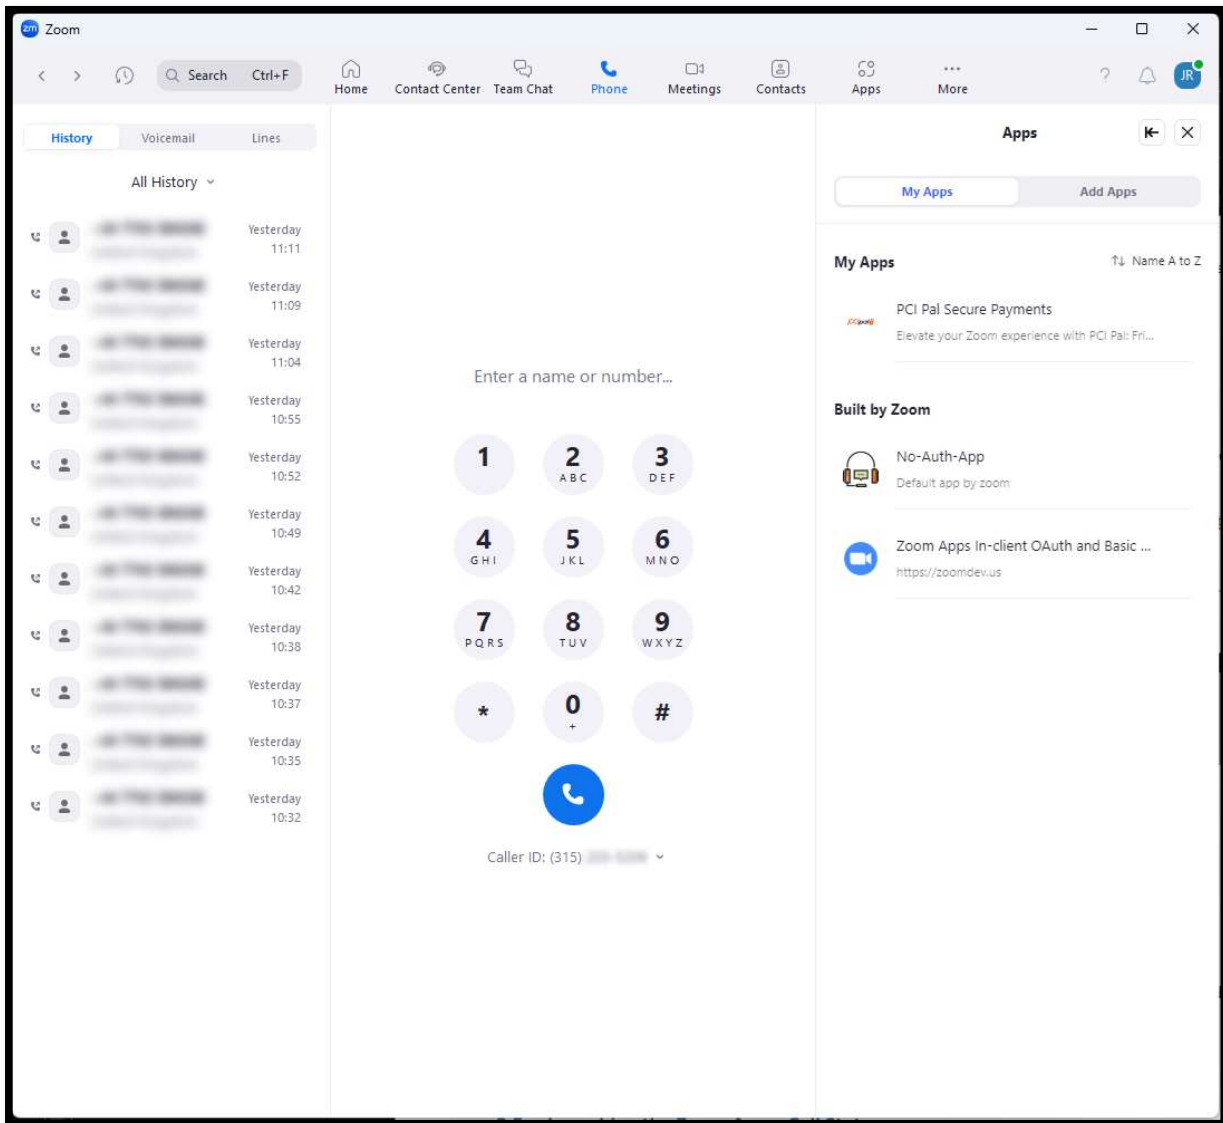 zm Zoom
Search Ctrl+F
Home
Contact Center
Team Chat
Phone
Meetings
Contacts
Apps
More
?
JR
History
Voicemail
Lines
All History
Yesterday
11:11
Yesterday
11:09
Yesterday
11:04
Yesterday
10:55
Yesterday
10:52
Yesterday
10:49
Yesterday
10:42
Yesterday
10:38
Yesterday
10:37
Yesterday
10:35
Yesterday
10:32
Enter a name or number...
1
2
ABC
3
DEF
4
GHI
5
JKL
6
MNO
7
PQRS
8
TUV
9
WXYZ
*
0
+
#
Caller ID: (315)
Apps
My Apps
Add Apps
My Apps
Name A to Z
PCI Pal Secure Payments
Elevate your Zoom experience with PCI Pal: Fri...
Built by Zoom
No-Auth-App
Default app by zoom
Zoom Apps In-client OAuth and Basic ...
https://zoomdev.us